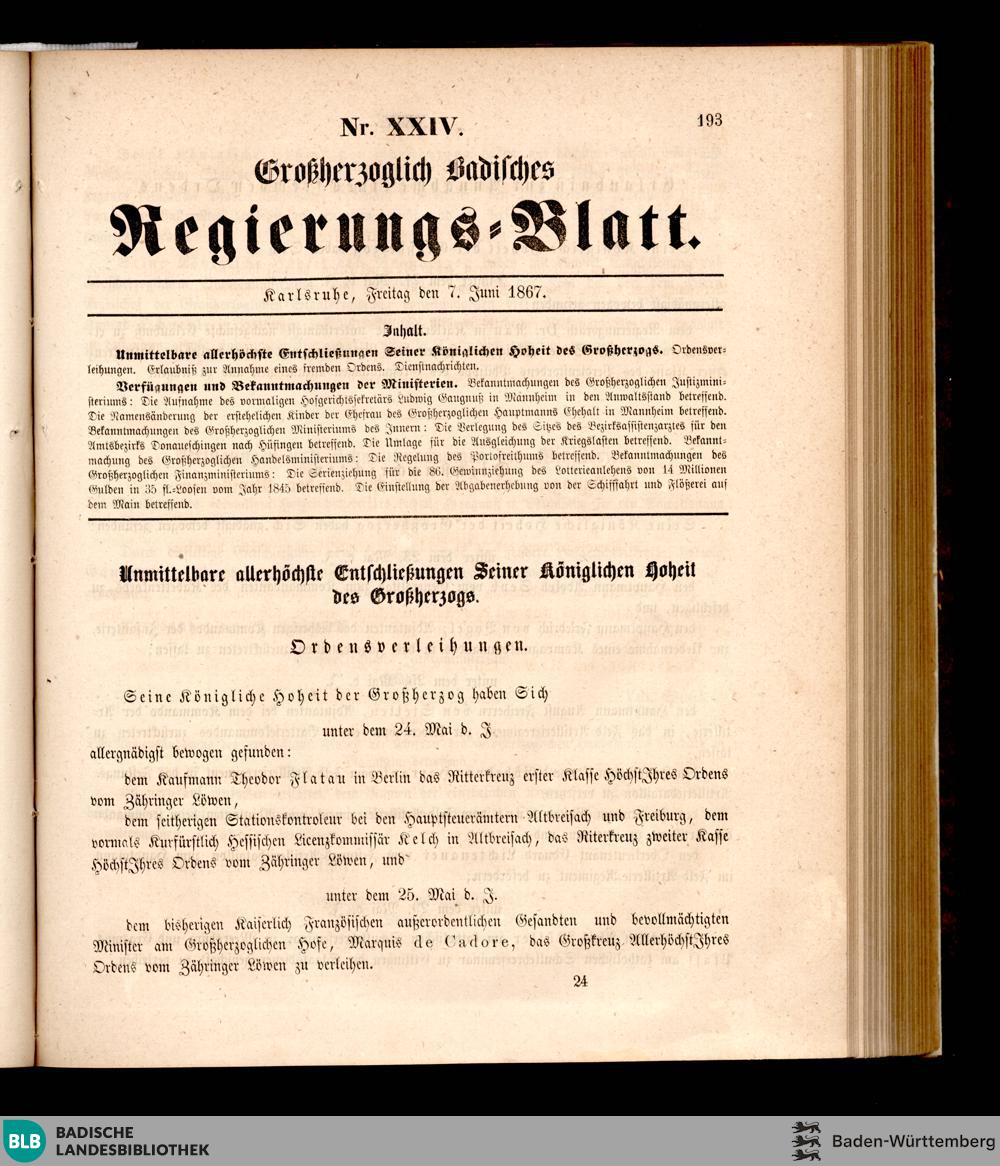 193
Nr. XXIV.
Großherzoglich Badisches
Regierungs-Blatt.
Karlsruhe, Freitag den 7. Juni 1867.
Inhalt.
Unmittelbare allerhöchste Entschließungen Seiner Königlichen Hoheit des Großherzogs. Ordensver-
leihungen. Erlaubniß zur Annahme eines fremden Ordens. Dienstnachrichten.
Verfügungen und Bekanntmachungen der Ministerien. Bekanntmachungen des Großherzoglichen Justizmini-
steriums: Die Aufnahme des vormaligen Hofgerichtssekretärs Ludwig Gaugnuß in Mannheim in den Anwaltsstand betreffend.
Die Namensänderung der erstehelichen Kinder der Ehefrau des Großherzoglichen Hauptmanns Ehehalt in Mannheim betreffend.
Bekanntmachungen des Großherzoglichen Ministeriums des Innern: Die Verlegung des Sitzes des Bezirksassistenzarztes für den
Amtsbezirks Donaueschingen nach Hüfingen betreffend. Die Umlage für die Ausgleichung der Kriegslasten betreffend. Bekannt-
machung des Großherzoglichen Handelsministeriums: Die Regelung des Portofreithums betreffend. Bekanntmachungen des
Großherzoglichen Finanzministeriums: Die Serienziehung für die 86. Gewinnziehung des Lotterieanlehens von 14 Millionen
Gulden in 35 fl.-Loosen vom Jahr 1845 betreffend. Die Einstellung der Abgabenerhebung von der Schifffahrt und Flößerei auf
dem Main betreffend.
Unmittelbare allerhöchste Entschließungen Seiner Königlichen Hoheit
des Großherzogs.
Ordensverleihungen.
Seine Königliche Hoheit der Großherzog haben Sich
unter dem 24. Mai d. J.
allergnädigst bewogen gefunden:
dem Kaufmann Theodor Flatau in Berlin das Ritterkreuz erster Klasse HöchstJhres Ordens
vom Zähringer Löwen,
dem seitherigen Stationskontroleur bei den Hauptsteuerämtern Altbreisach und Freiburg, dem
vormals Kurfürstlich Hessischen Licenzkommissär Kelch in Altbreisach, das Riterkreuz zweiter Kasse
HöchstJhres Ordens vom Zähringer Löwen, und
unter dem 25. Mai d. J.
dem bisherigen Kaiserlich Französischen außerordentlichen Gesandten und bevollmächtigten
Minister am Großherzoglichen Hofe, Marquis de Cadore, das Großkreuz AllerhöchstJhres
Ordens vom Zähringer Löwen zu verleihen.
24
BLB BADISCHE
LANDESBIBLIOTHEK
Baden-Württemberg